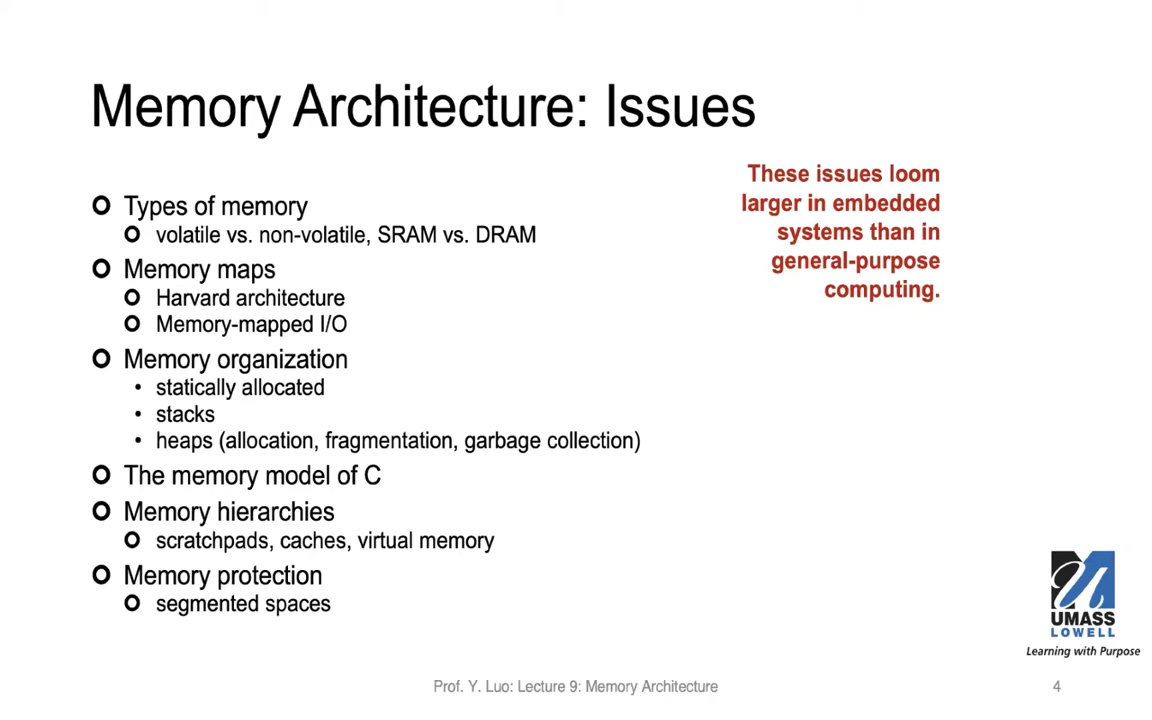 Memory Architecture: Issues
These issues loom
larger in embedded
systems than in
general-purpose
computing.
Types of memory
volatile vs. non-volatile, SRAM vs. DRAM
Memory maps
Harvard architecture
Memory-mapped I/O
Memory organization
• statically allocated
• stacks
• heaps (allocation, fragmentation, garbage collection)
The memory model of C
Memory hierarchies
scratchpads, caches, virtual memory
Memory protection
segmented spaces
UMASS
LOWELL
Learning with Purpose
Prof. Y. Luo: Lecture 9: Memory Architecture
4